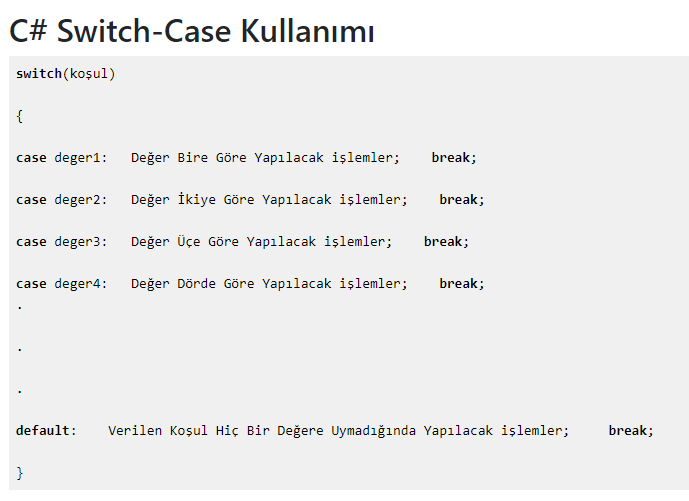 C# Switch-Case Kullanımı
switch(koşul)
{
case deger1:   Değer Bire Göre Yapılacak işlemler;    break;
case deger2:   Değer İkiye Göre Yapılacak işlemler;    break;
case deger3:   Değer Üçe Göre Yapılacak işlemler;    break;
case deger4:   Değer Dörde Göre Yapılacak işlemler;    break;
.
.
.
default:    Verilen Koşul Hiç Bir Değere Uymadığında Yapılacak işlemler;     break;
}